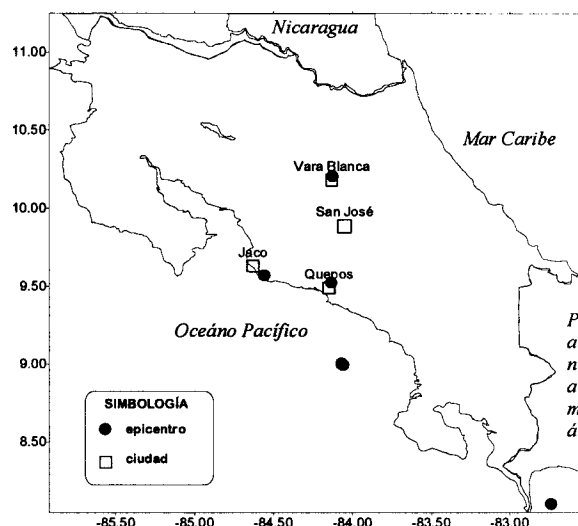 Nicaragua
11.00
10.50
Mar Caribe
Vara Blanca
10.00
San José
Jaco
9.50
Quepos
Oceáno Pacífico
P
a
n
a
m
á
9.00
SIMBOLOGÍA
epicentro
ciudad
8.50
-85.50
-85.00
-84.50
-84.00
-83.50
-83.00